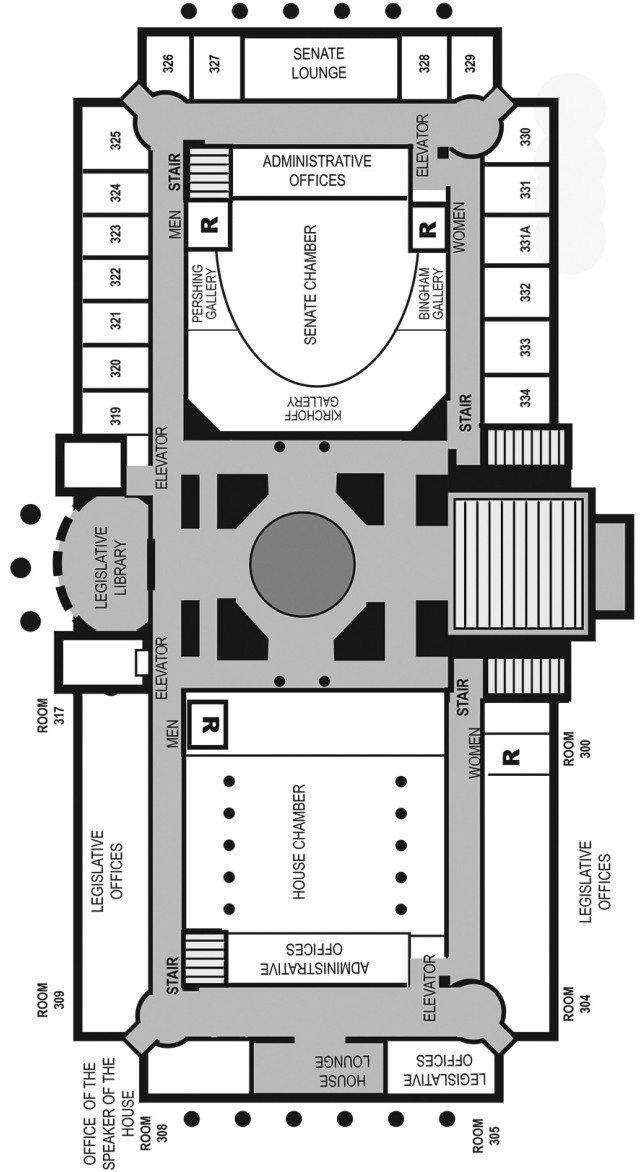 326
327
SENATE
LOUNGE
328
329
325
324
323
322
321
320
319
330
331
331A
332
333
334
STAIR
ADMINISTRATIVE
OFFICES
ELEVATOR
MEN
R
R
WOMEN
PERSHING
GALLERY
SENATE CHAMBER
BINGHAM
GALLERY
KIRCHOFF
GALLERY
STAIR
ELEVATOR
LEGISLATIVE
LIBRARY
ELEVATOR
STAIR
ROOM
317
MEN
R
WOMEN
R
ROOM
300
HOUSE CHAMBER
LEGISLATIVE
OFFICES
LEGISLATIVE
OFFICES
STAIR
ADMINISTRATIVE
OFFICES
ELEVATOR
ROOM
309
ROOM
304
OFFICE OF THE
SPEAKER OF THE
HOUSE
ROOM
308
HOUSE
LOUNGE
LEGISLATIVE
OFFICES
ROOM
305